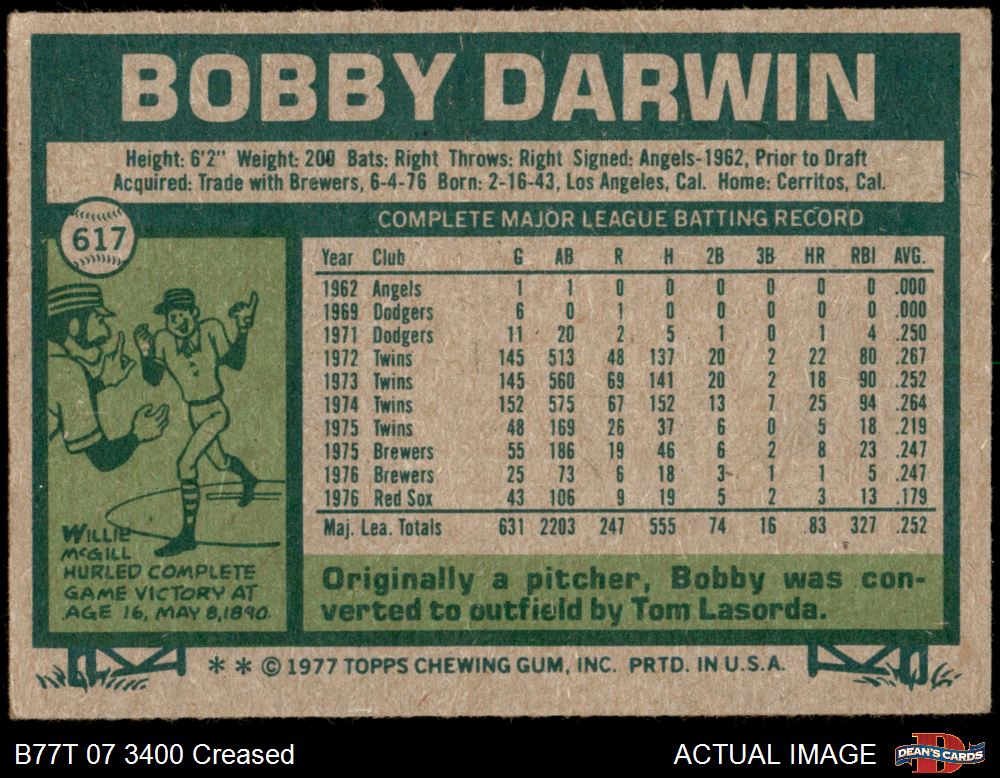 BOBBY DARWIN
Height: 6'2" Weight: 200 Bats: Right Throws: Right Signed: Angels-1962, Prior to Draft
Acquired: Trade with Brewers, 6-4-76 Born: 2-16-43, Los Angeles, Cal. Home: Cerritos, Cal.
617
COMPLETE MAJOR LEAGUE BATTING RECORD
Year Club G AB R H 2B 3B HR RBI AVG.
1962 Angels 1 1 0 0 0 0 0 0 .000
1969 Dodgers 6 0 1 0 0 0 0 0 .000
1971 Dodgers 11 20 2 5 1 0 1 4 .250
1972 Twins 145 513 48 137 20 2 22 80 .267
1973 Twins 145 560 69 141 20 2 18 90 .252
1974 Twins 152 575 67 152 13 7 25 94 .264
1975 Twins 48 169 26 37 6 0 5 18 .219
1975 Brewers 55 186 19 46 6 2 8 23 .247
1976 Brewers 25 73 6 18 3 1 1 5 .247
1976 Red Sox 43 106 9 19 5 2 3 13 .179
Maj. Lea. Totals 631 2203 247 555 74 16 83 327 .252
WILLIE
McGILL
HURLED COMPLETE
GAME VICTORY AT
AGE 16, MAY 8, 1890.
Originally a pitcher, Bobby was con-
verted to outfield by Tom Lasorda.
* * © 1977 TOPPS CHEWING GUM, INC. PRTD. IN U.S.A.
B77T 07 3400 Creased
ACTUAL IMAGE
DEAN'S CARDS